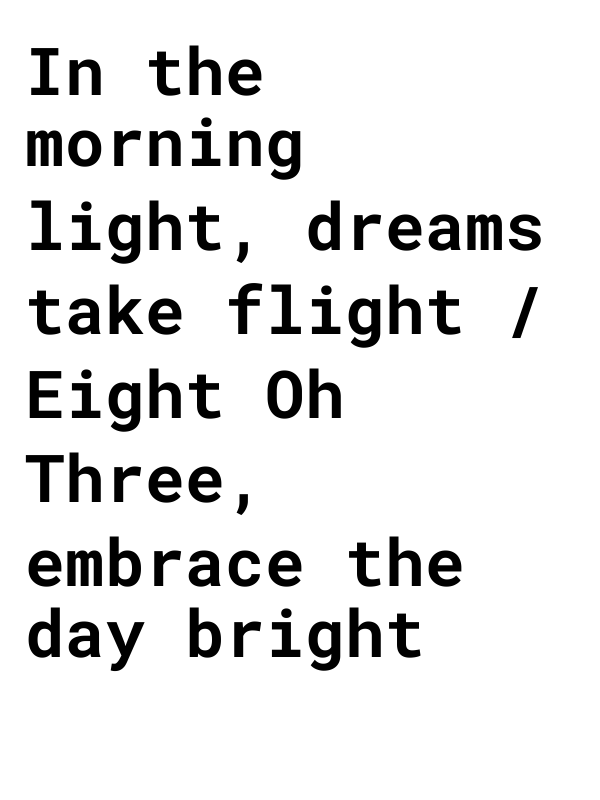 In the
morning
light, dreams
take flight /
Eight Oh
Three,
embrace the
day bright